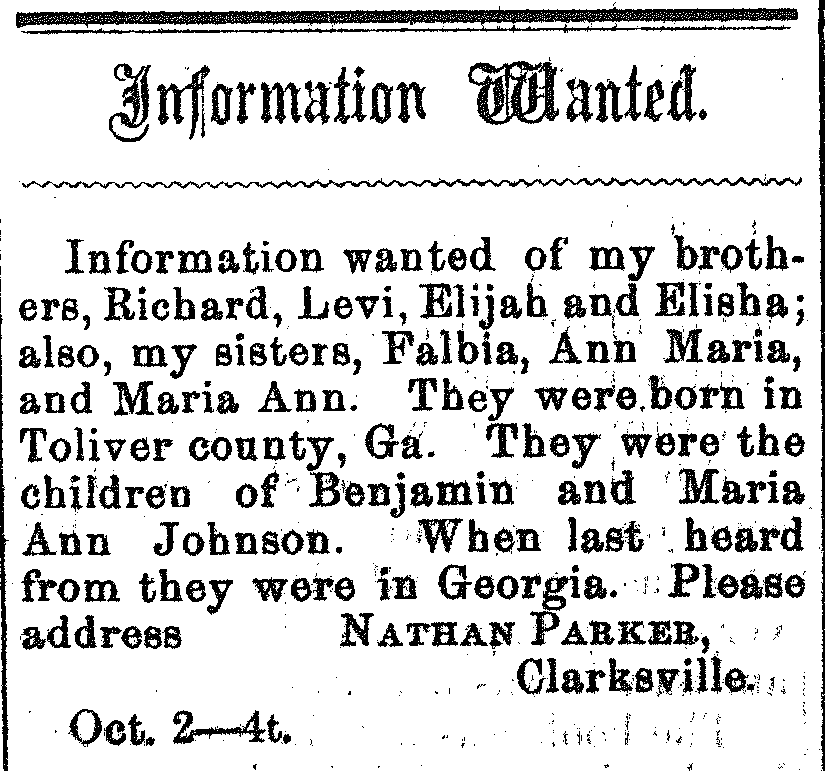 Information Wanted.
Information wanted of my broth-
ers, Richard, Levi, Elijah and Elisha;
also, my sisters, Falbia, Ann Maria,
and Maria Ann. They were born in
Toliver county, Ga. They were the
children of Benjamin and Maria
Ann Johnson. When last heard
from they were in Georgia. Please
address NATHAN PARKER,
Clarksville.
Oct. 2—4t.